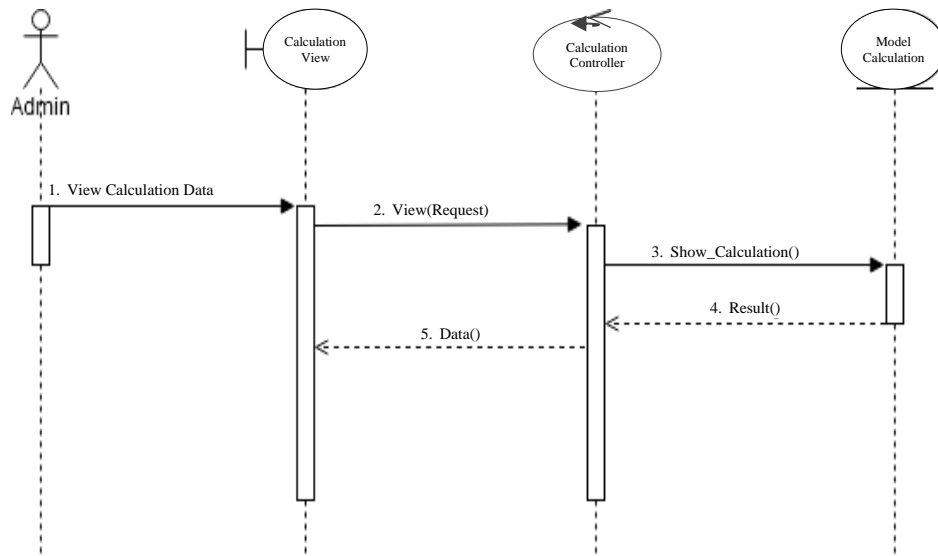 Calculation
View
Calculation
Controller
Model
Calculation
Admin
1. View Calculation Data
2. View(Request)
3. Show_Calculation()
4. Result()
5. Data()